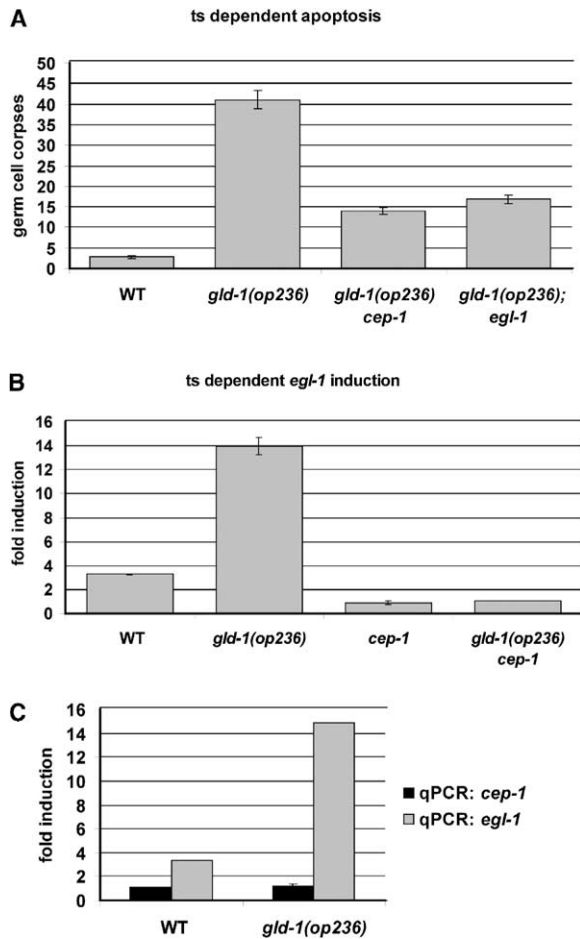 A
ts dependent apoptosis
germ cell corpses
50
45
40
35
30
25
20
15
10
5
0
WT
gld-1(op236)
gld-1(op236) cep-1
gld-1(op236); egl-1
B
ts dependent egl-1 induction
fold induction
16
14
12
10
8
6
4
2
0
WT
gld-1(op236)
cep-1
gld-1(op236) cep-1
C
fold induction
16
14
12
10
8
6
4
2
0
WT
gld-1(op236)
qPCR: cep-1
qPCR: egl-1